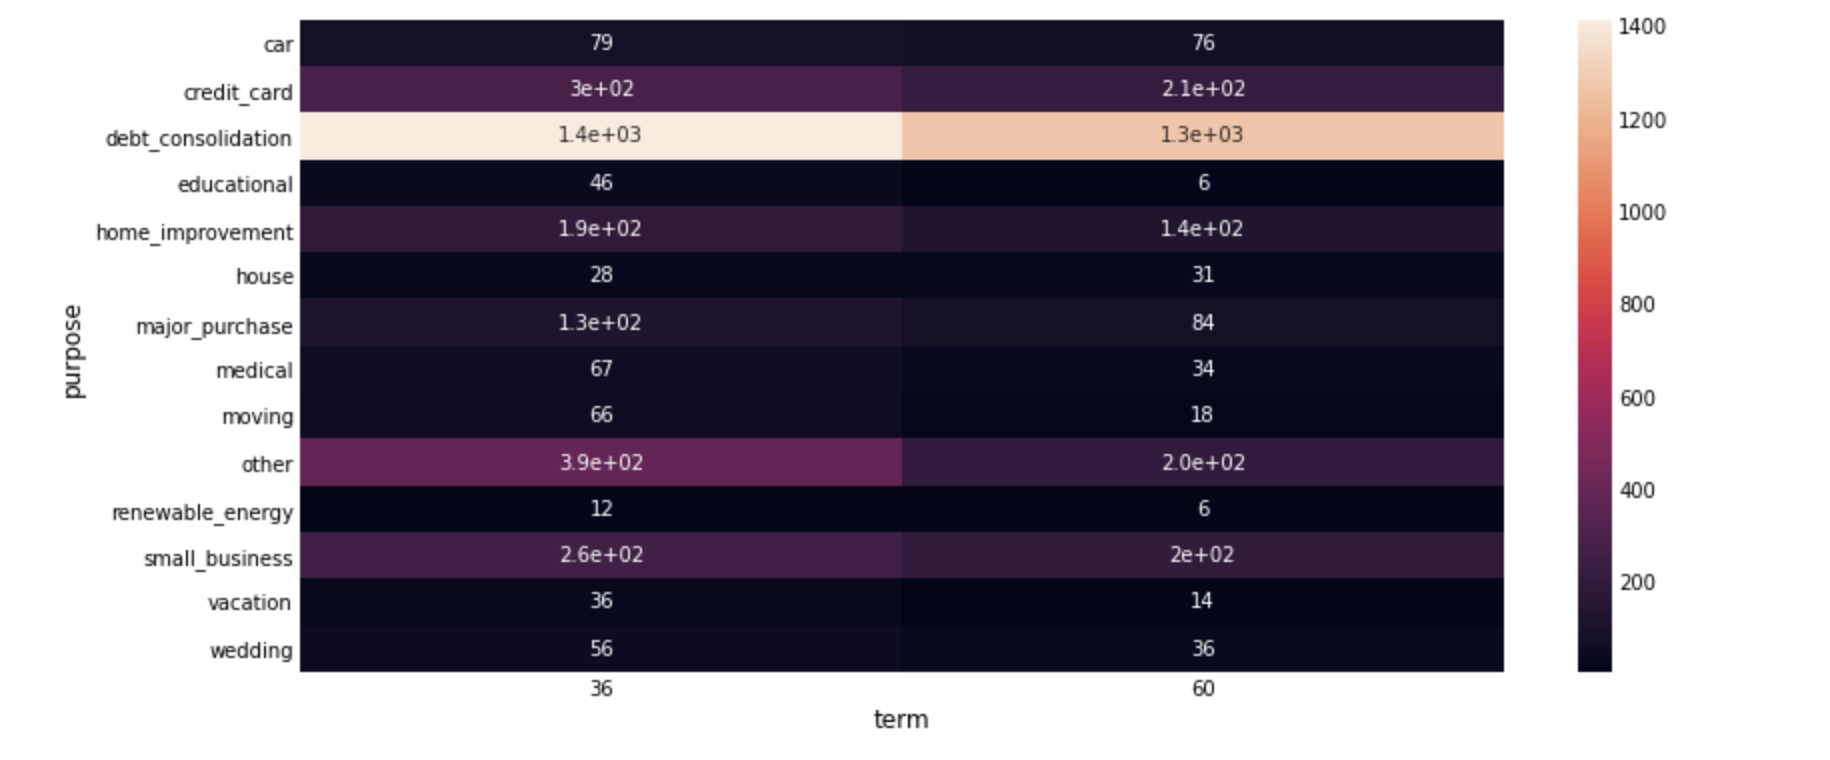 car 79 76 1400
credit_card 3e+02 2.1e+02
debt_consolidation 1.4e+03 1.3e+03 1200
educational 46 6
home_improvement 1.9e+02 1.4e+02 1000
house 28 31
800
major_purchase 1.3e+02 84
purpose
medical 67 34
600
moving 66 18
other 3.9e+02 2.0e+02
400
renewable_energy 12 6
small_business 2.6e+02 2e+02
200
vacation 36 14
wedding 56 36
36 60
term